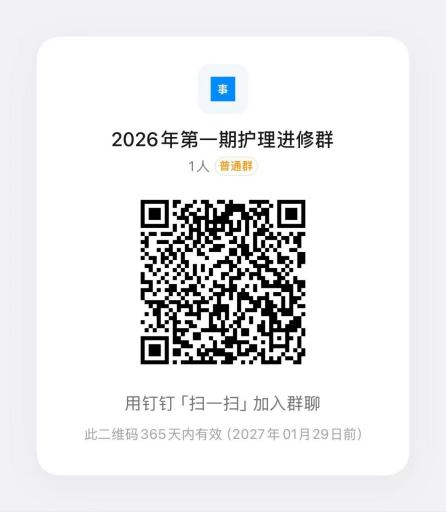 事
2026年第一期护理进修群
1人 普通群
用钉钉「扫一扫」加入群聊
此二维码365天内有效（2027年01月29日前）